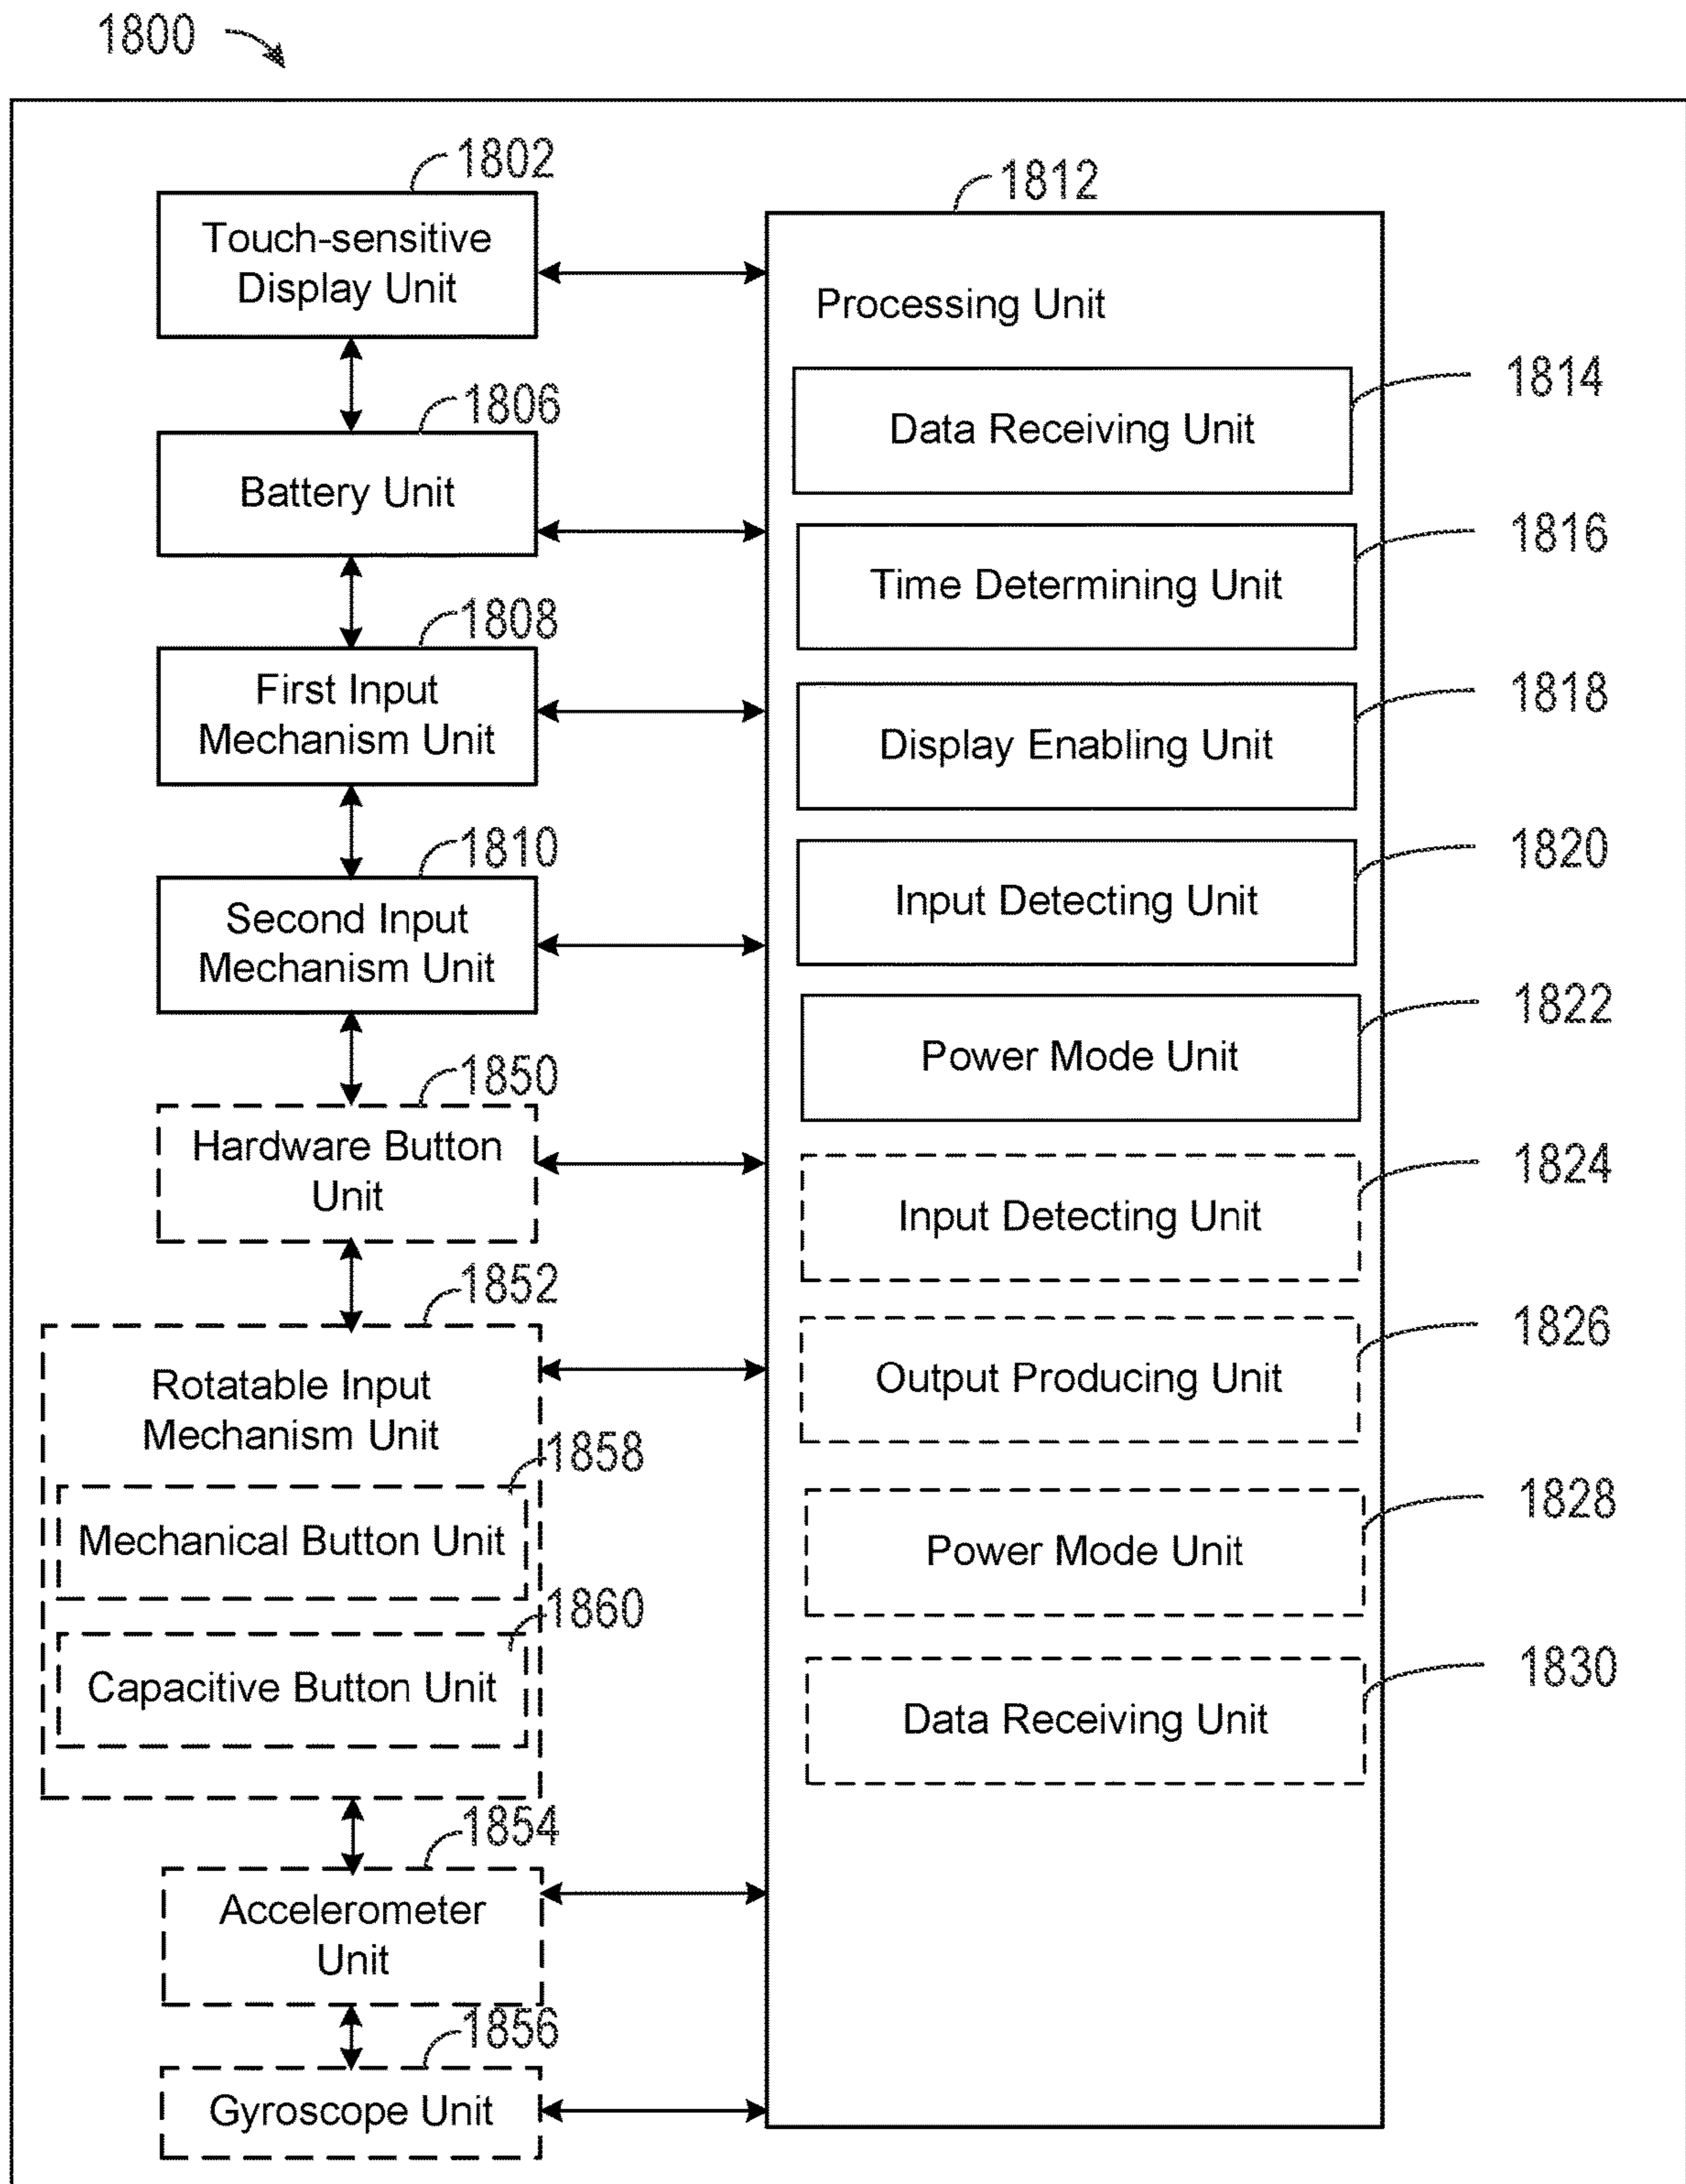 1800
1802
Touch-sensitive
Display Unit
1806
Battery Unit
1808
First Input
Mechanism Unit
1810
Second Input
Mechanism Unit
1850
Hardware Button
Unit
1852
Rotatable Input
Mechanism Unit
1858
Mechanical Button Unit
1860
Capacitive Button Unit
1854
Accelerometer
Unit
1856
Gyroscope Unit
1812
Processing Unit
1814
Data Receiving Unit
1816
Time Determining Unit
1818
Display Enabling Unit
1820
Input Detecting Unit
1822
Power Mode Unit
1824
Input Detecting Unit
1826
Output Producing Unit
1828
Power Mode Unit
1830
Data Receiving Unit